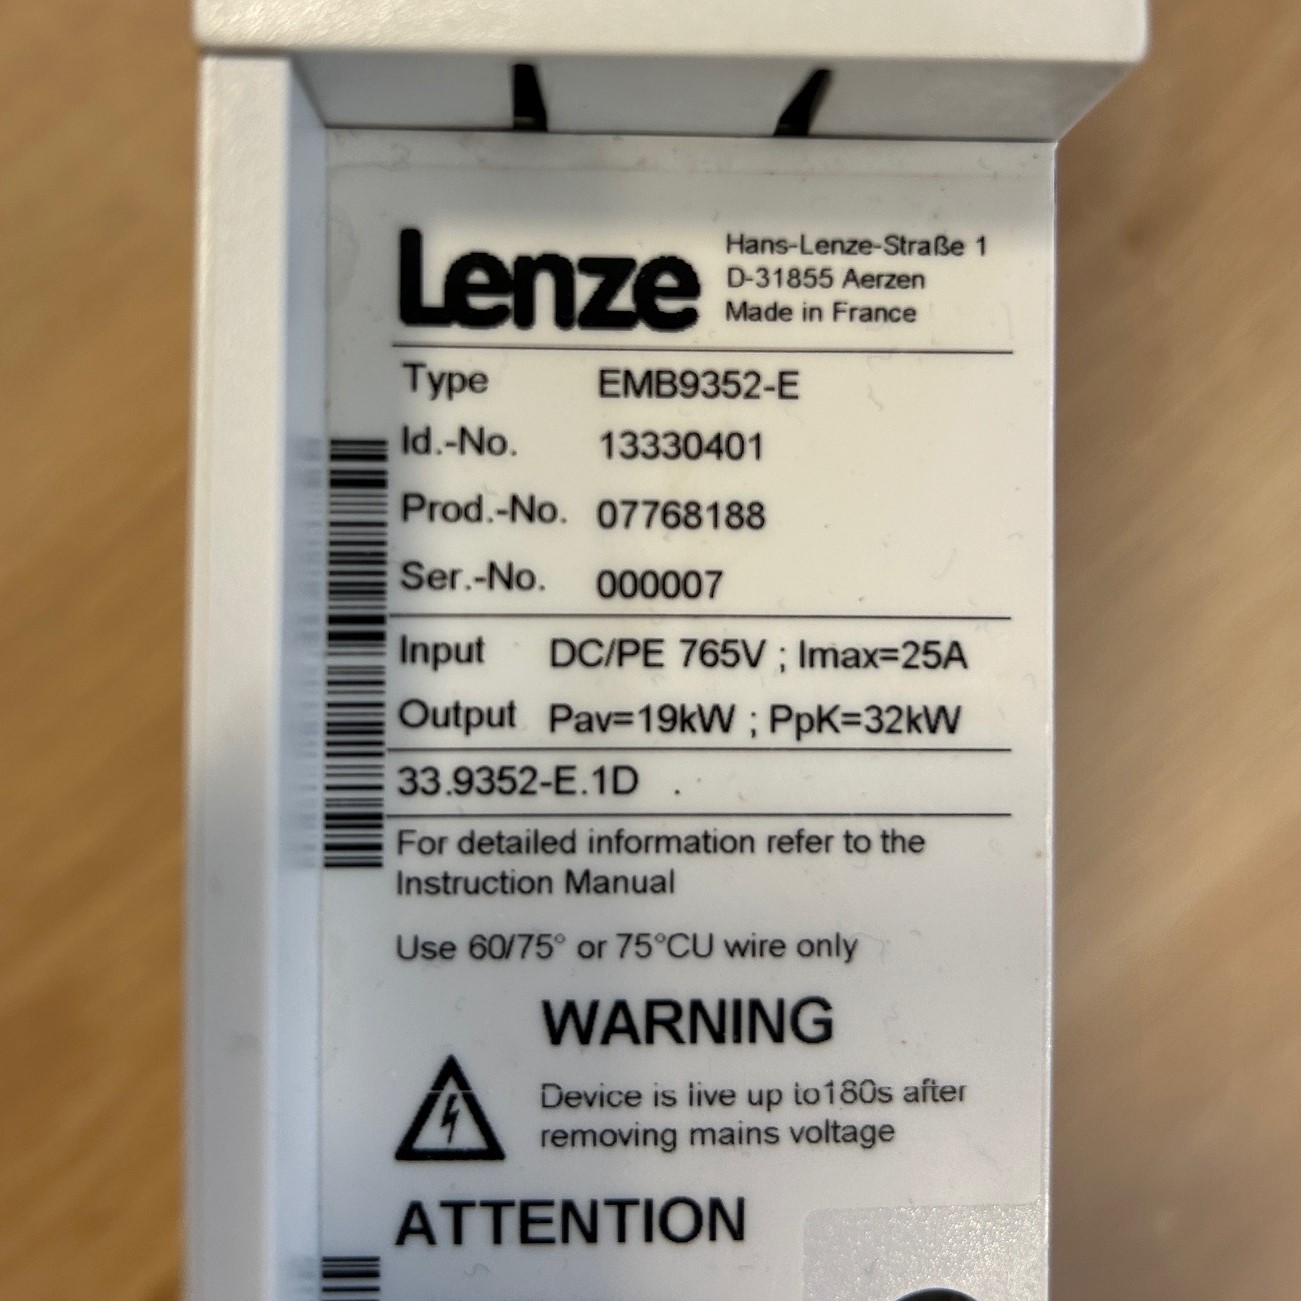 Lenze
Hans-Lenze-Straße 1
D-31855 Aerzen
Made in France
Type EMB9352-E
Id.-No. 13330401
Prod.-No. 07768188
Ser.-No. 000007
Input DC/PE 765V ; Imax=25A
Output Pav=19kW ; PpK=32kW
33.9352-E.1D .
For detailed information refer to the
Instruction Manual
Use 60/75° or 75°CU wire only
WARNING
Device is live up to180s after
removing mains voltage
ATTENTION